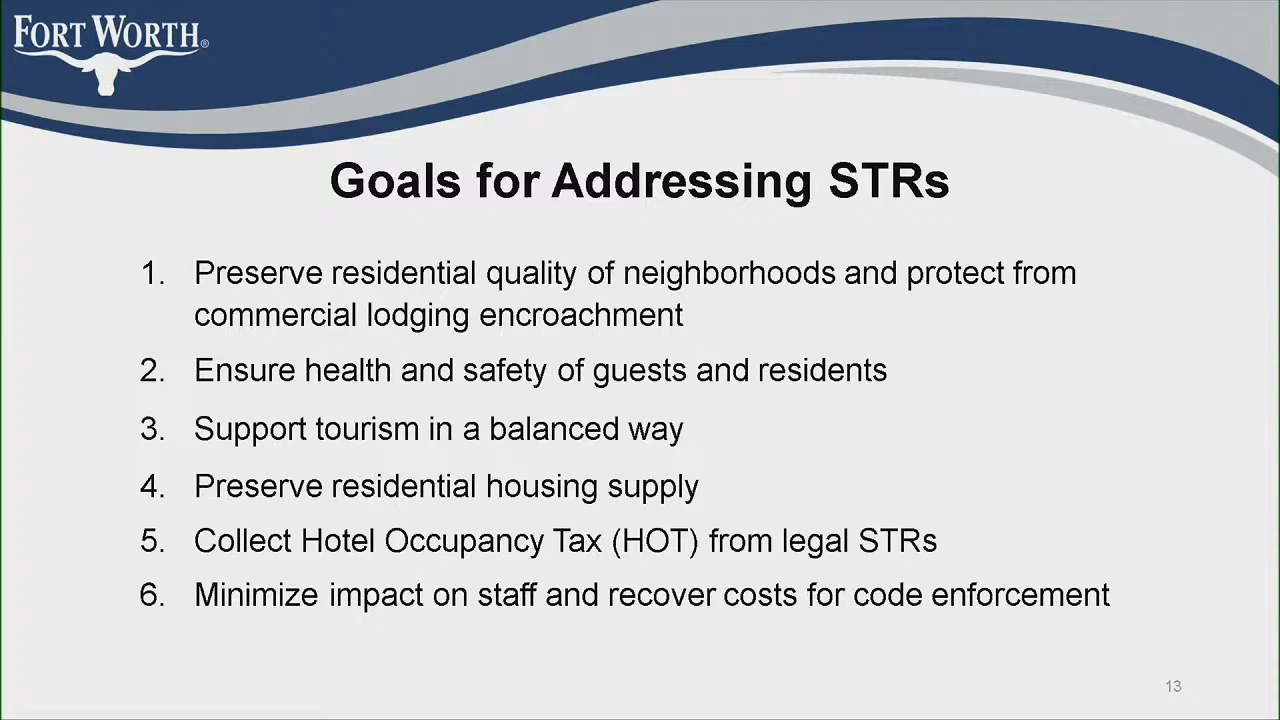 FORT WORTH®
Goals for Addressing STRs
1. Preserve residential quality of neighborhoods and protect from
commercial lodging encroachment
2. Ensure health and safety of guests and residents
3. Support tourism in a balanced way
4. Preserve residential housing supply
5. Collect Hotel Occupancy Tax (HOT) from legal STRs
6. Minimize impact on staff and recover costs for code enforcement
13